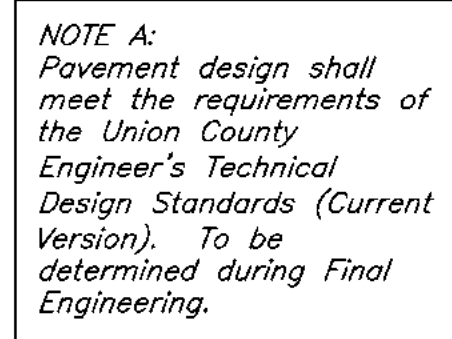 NOTE A:
Pavement design shall
meet the requirements of
the Union County
Engineer's Technical
Design Standards (Current
Version).  To be
determined during Final
Engineering.